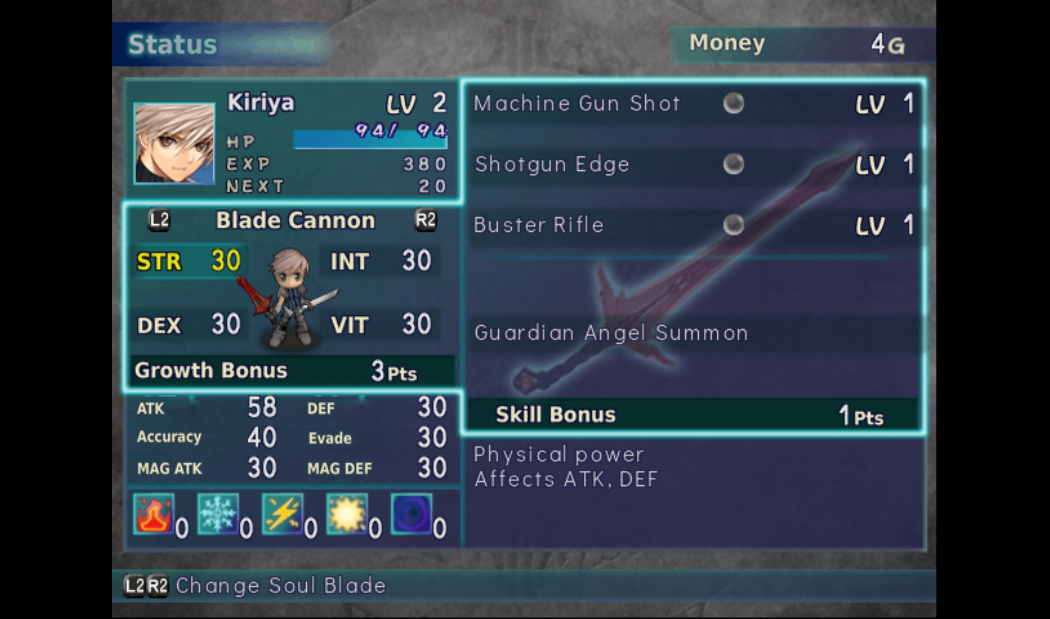 Status
Money 4G
Kiriya LV 2
HP 94/ 94
EXP 380
NEXT 20
L2 Blade Cannon R2
STR 30 INT 30
DEX 30 VIT 30
Growth Bonus 3Pts
ATK 58 DEF 30
Accuracy 40 Evade 30
MAG ATK 30 MAG DEF 30
0 0 0 0 0
Machine Gun Shot LV 1
Shotgun Edge LV 1
Buster Rifle LV 1
Guardian Angel Summon
Skill Bonus 1Pts
Physical power
Affects ATK, DEF
L2R2 Change Soul Blade